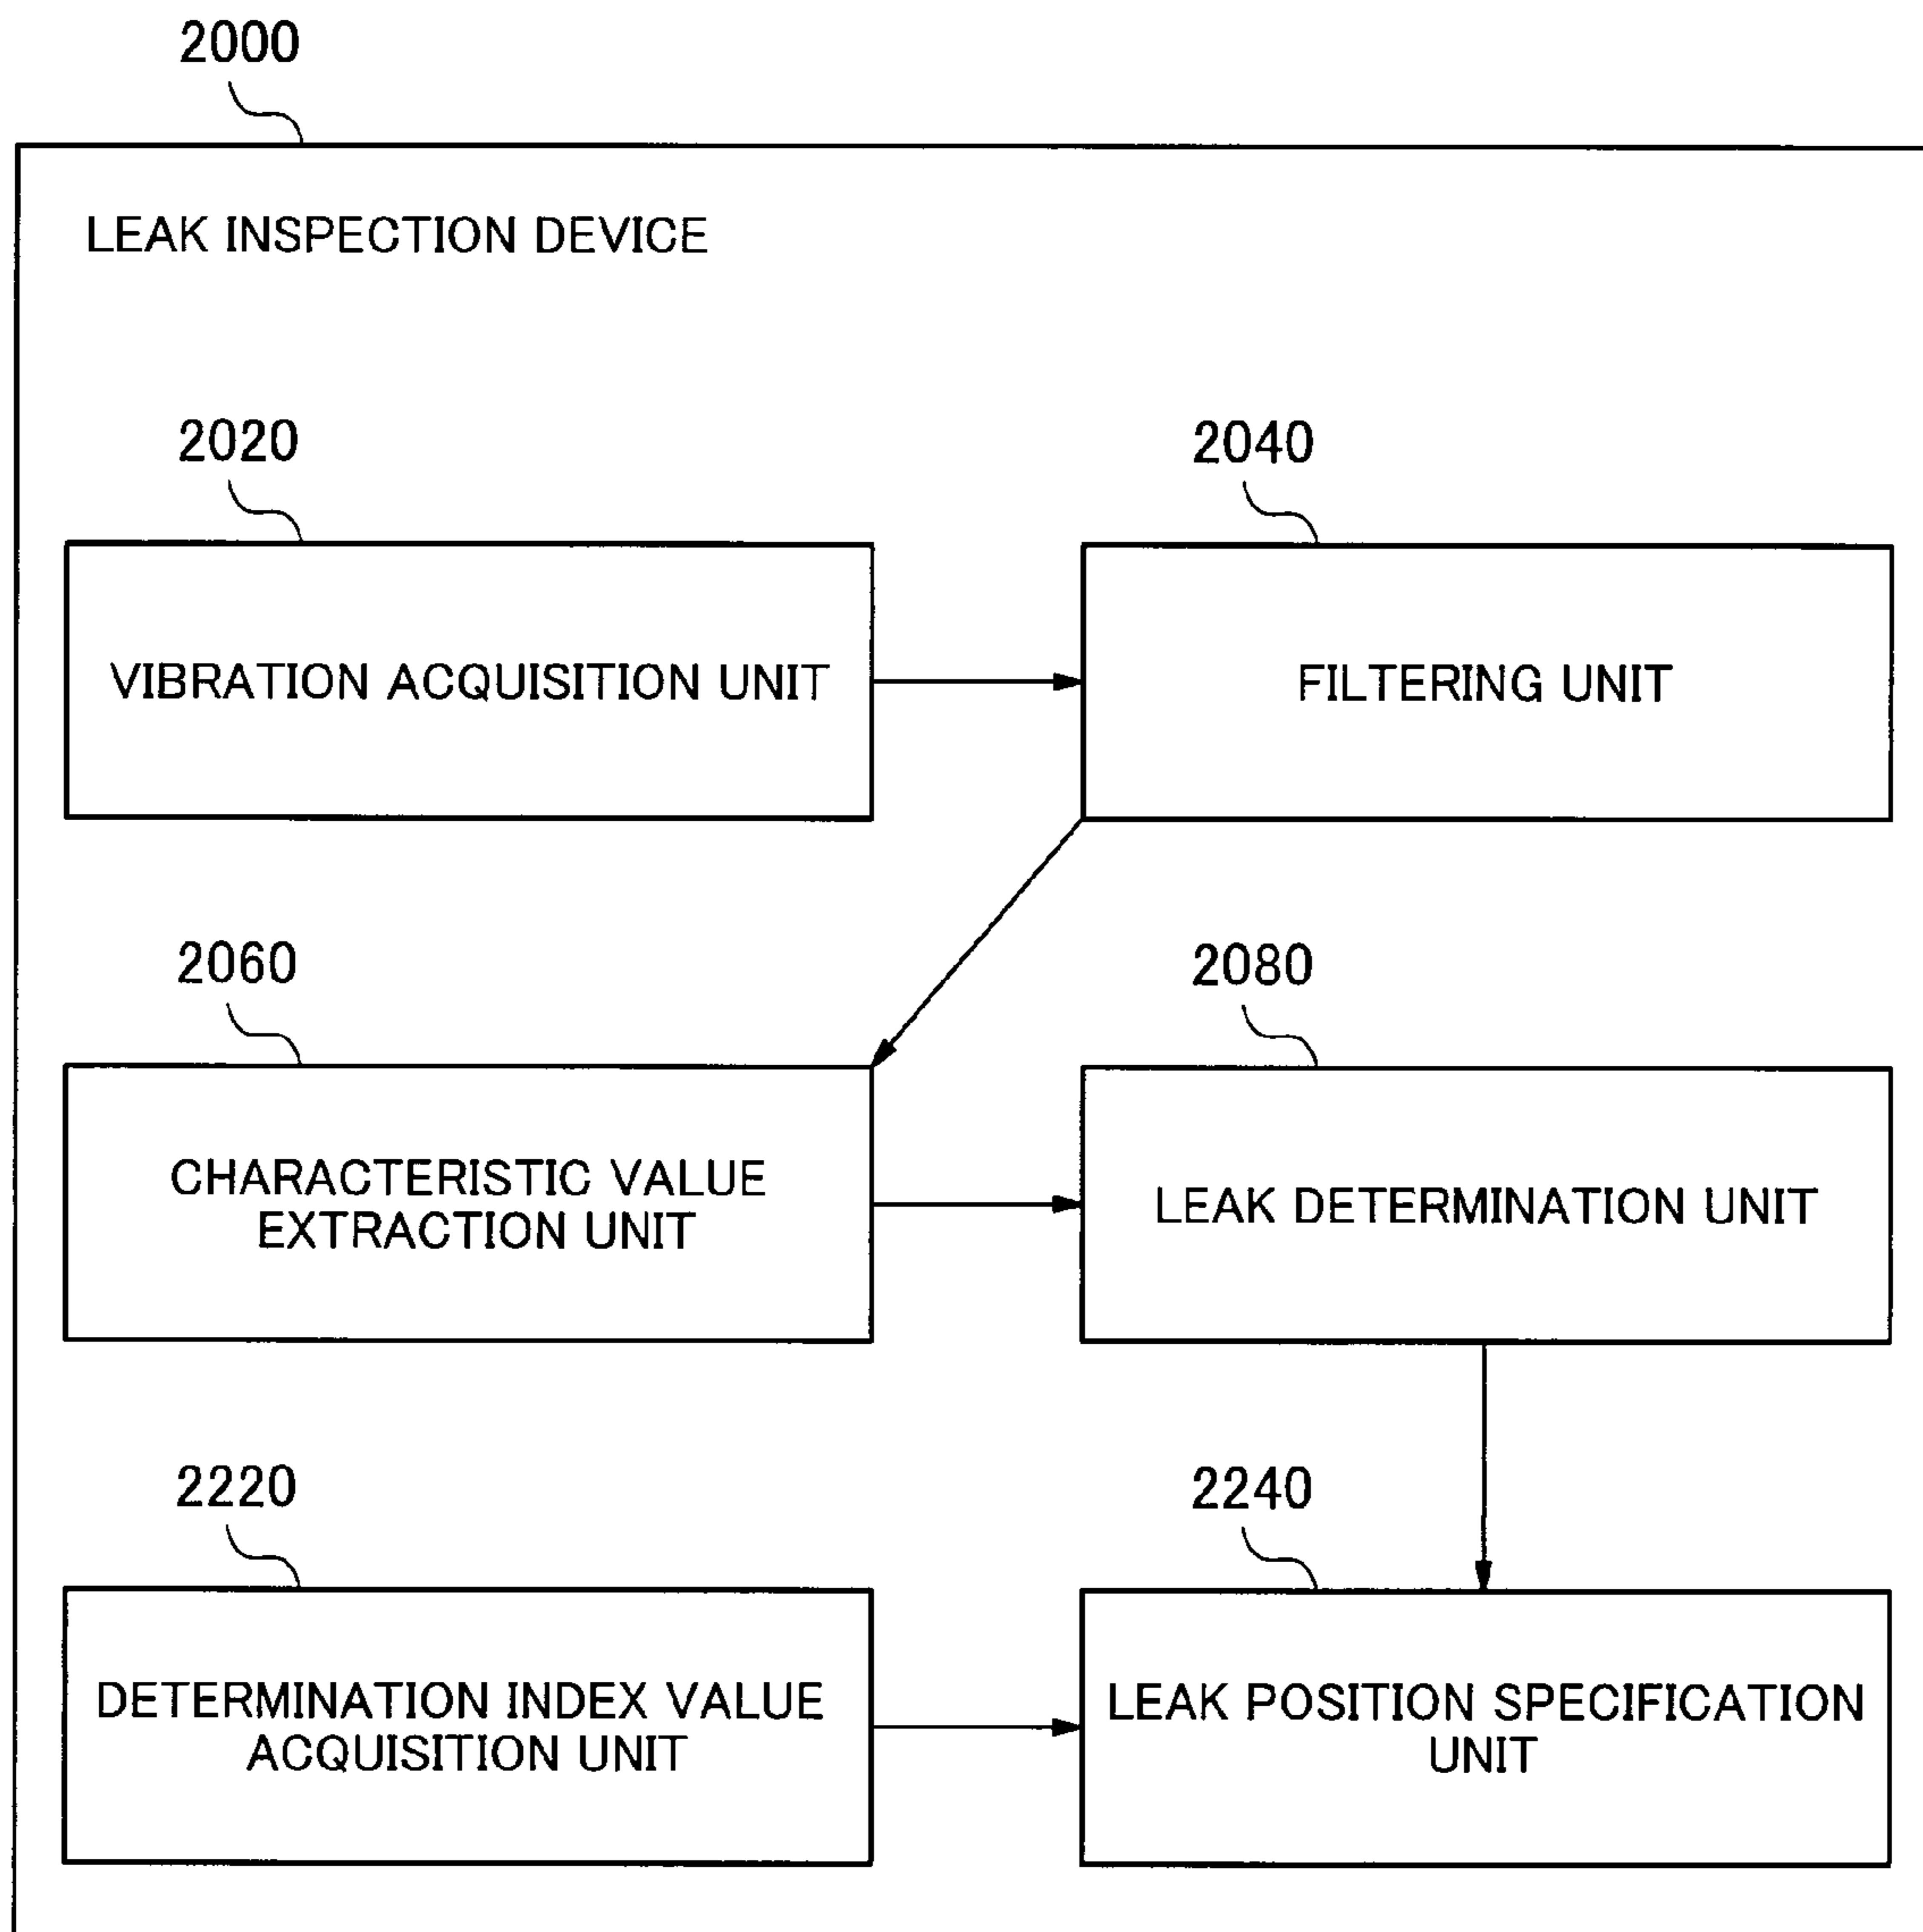 2000
LEAK INSPECTION DEVICE
2020
2040
VIBRATION ACQUISITION UNIT
FILTERING UNIT
2060
2080
CHARACTERISTIC VALUE
EXTRACTION UNIT
LEAK DETERMINATION UNIT
2220
2240
DETERMINATION INDEX VALUE
ACQUISITION UNIT
LEAK POSITION SPECIFICATION
UNIT